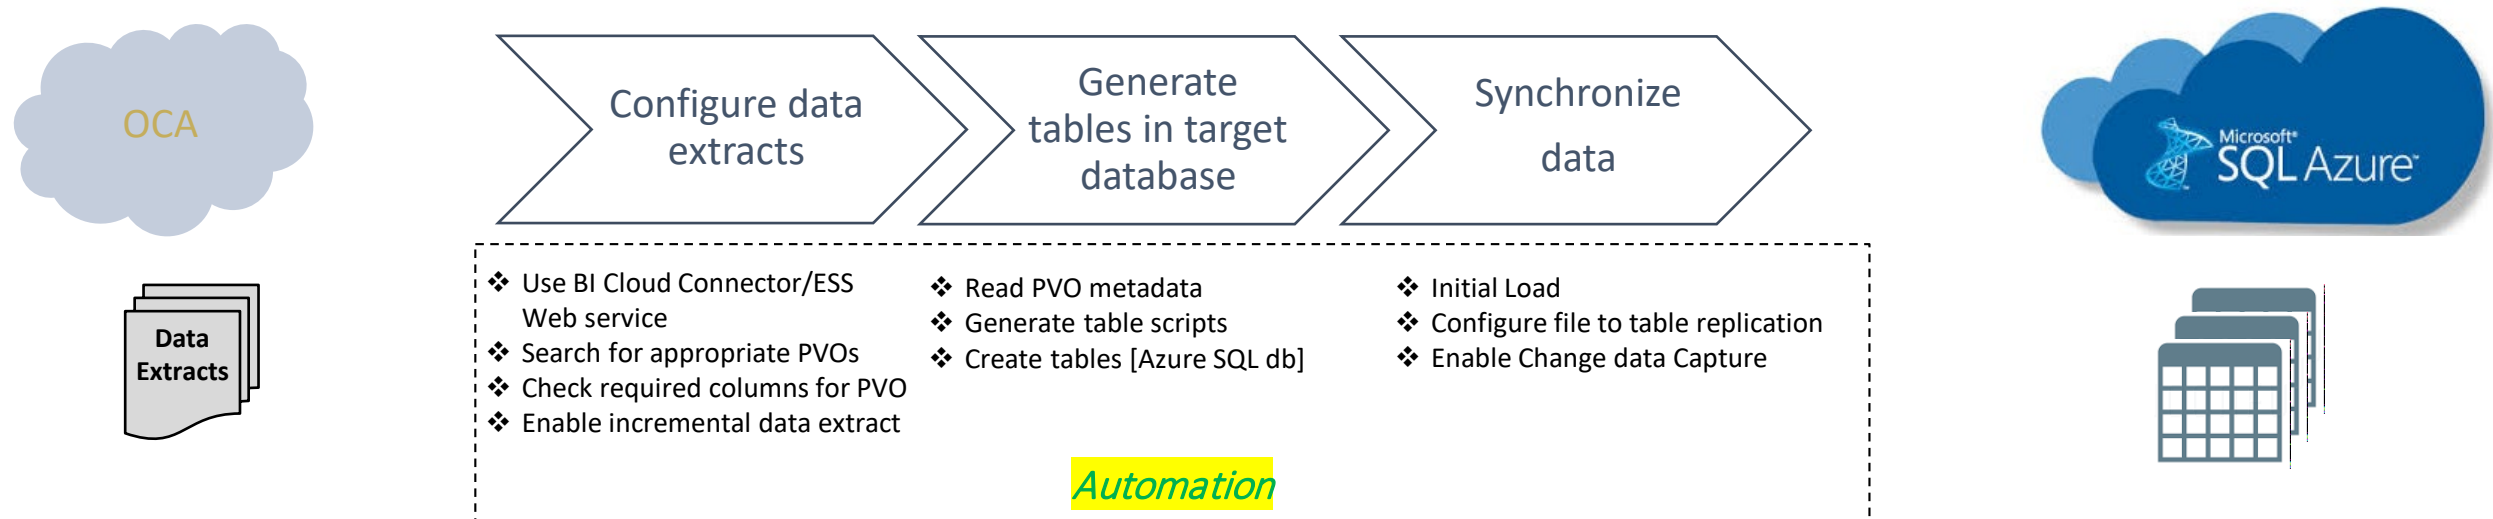 OCA
Data
Extracts
Configure data
extracts
Generate
tables in target
database
Synchronize
data
❖ Use BI Cloud Connector/ESS
Web service
❖ Search for appropriate PVOs
❖ Check required columns for PVO
❖ Enable incremental data extract
❖ Read PVO metadata
❖ Generate table scripts
❖ Create tables [Azure SQL db]
❖ Initial Load
❖ Configure file to table replication
❖ Enable Change data Capture
Automation
Microsoft®
SQL Azure™